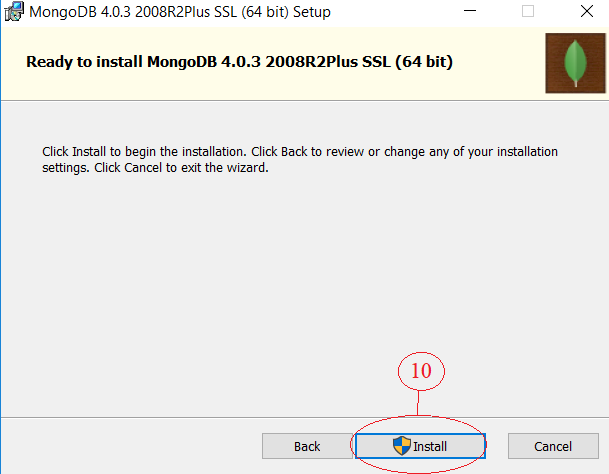 MongoDB 4.0.3 2008R2Plus SSL (64 bit) Setup
Ready to install MongoDB 4.0.3 2008R2Plus SSL (64 bit)
Click Install to begin the installation. Click Back to review or change any of your installation
settings. Click Cancel to exit the wizard.
10
Back Install Cancel